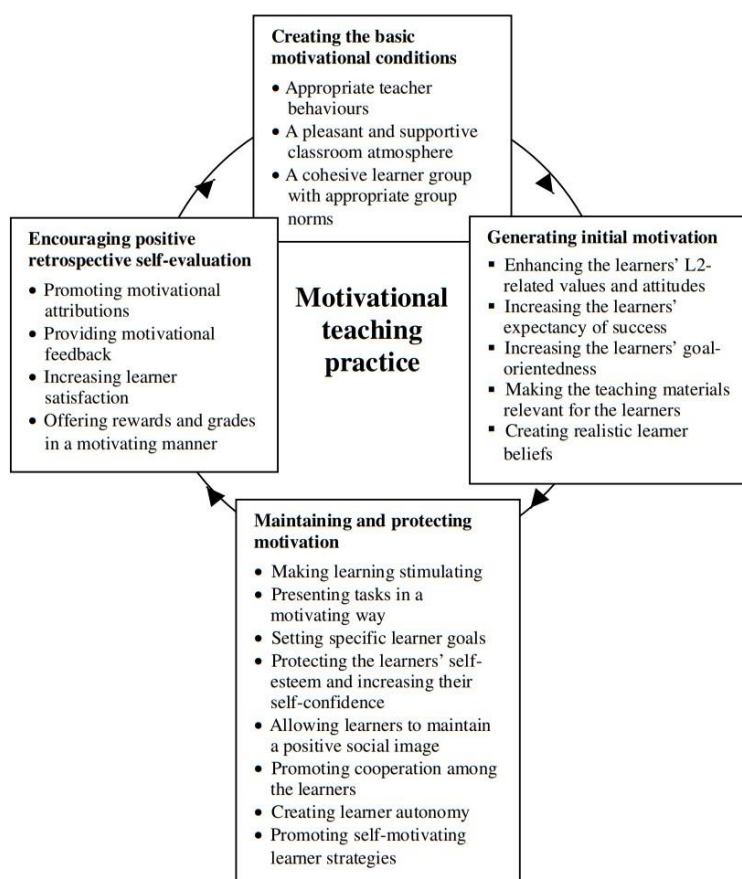 Creating the basic
motivational conditions
• Appropriate teacher
behaviours
• A pleasant and supportive
classroom atmosphere
• A cohesive learner group
with appropriate group
norms
Generating initial motivation
▪ Enhancing the learners’ L2-
related values and attitudes
▪ Increasing the learners’
expectancy of success
▪ Increasing the learners’ goal-
orientedness
▪ Making the teaching materials
relevant for the learners
▪ Creating realistic learner
beliefs
Maintaining and protecting
motivation
• Making learning stimulating
• Presenting tasks in a
motivating way
• Setting specific learner goals
• Protecting the learners’ self-
esteem and increasing their
self-confidence
• Allowing learners to maintain
a positive social image
• Promoting cooperation among
the learners
• Creating learner autonomy
• Promoting self-motivating
learner strategies
Encouraging positive
retrospective self-evaluation
• Promoting motivational
attributions
• Providing motivational
feedback
• Increasing learner
satisfaction
• Offering rewards and grades
in a motivating manner
Motivational
teaching
practice